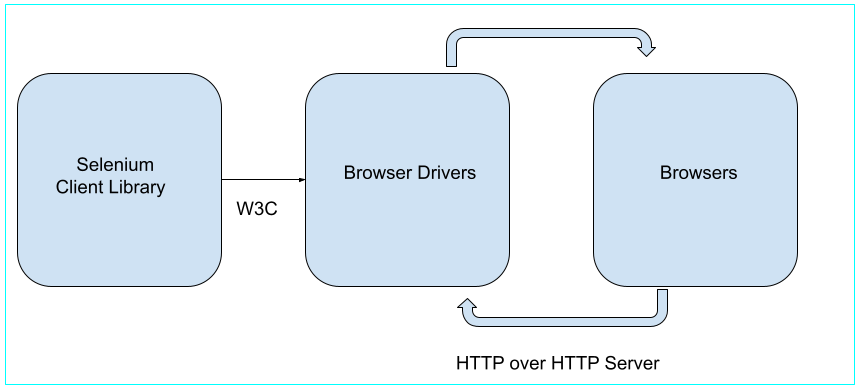 Selenium
Client Library
W3C
Browser Drivers
Browsers
HTTP over HTTP Server